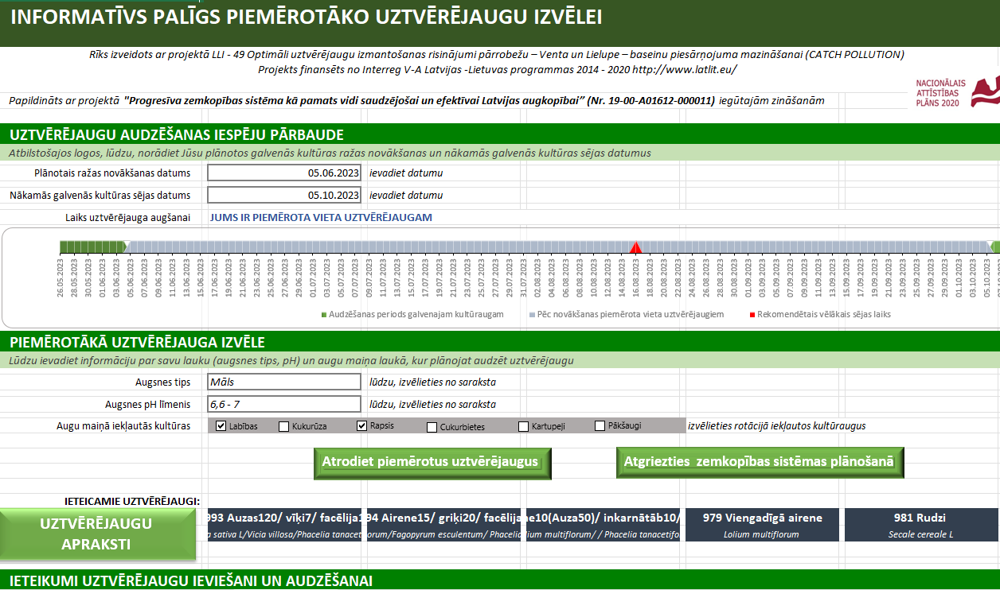 INFORMATĪVS PALĪGS PIEMĒROTĀKO UZTVĒRĒJAUGU IZVĒLEI
Rīks izveidots ar projektā LLI - 49 Optimāli uztvērējaugu izmantošanas risinājumi pārrobežu – Venta un Lielupe – baseinu piesārņojuma mazināšanai (CATCH POLLUTION)
Projekts finansēts no Interreg V-A Latvijas -Lietuvas programmas 2014 - 2020 http://www.latlit.eu/
NACIONĀLAIS
ATTĪSTĪBAS
PLĀNS 2020
Papildināts ar projektā "Progresīva zemkopības sistēma kā pamats vidi saudzējošai un efektīvai Latvijas augkopībai” (Nr. 19-00-A01612-000011) iegūtajām zināšanām
UZTVĒRĒJAUGU AUDZĒŠANAS IESPĒJU PĀRBAUDE
Atbilstošajos logos, lūdzu, norādiet Jūsu plānotos galvenās kultūras ražas novākšanas un nākamās galvenās kultūras sējas datumus
Plānotais ražas novākšanas datums 05.06.2023 ievadiet datumu
Nākamās galvenās kultūras sējas datums 05.10.2023 ievadiet datumu
Laiks uztvērējauga augšanai JUMS IR PIEMĒROTA VIETA UZTVĒRĒJAUGAM
26.05.2023 28.05.2023 30.05.2023 01.06.2023 03.06.2023 05.06.2023 07.06.2023 09.06.2023 11.06.2023 13.06.2023 15.06.2023 17.06.2023 19.06.2023 21.06.2023 23.06.2023 25.06.2023 27.06.2023 29.06.2023 01.07.2023 03.07.2023 05.07.2023 07.07.2023 09.07.2023 11.07.2023 13.07.2023 15.07.2023 17.07.2023 19.07.2023 21.07.2023 23.07.2023 25.07.2023 27.07.2023 29.07.2023 31.07.2023 02.08.2023 04.08.2023 06.08.2023 08.08.2023 10.08.2023 12.08.2023 14.08.2023 16.08.2023 18.08.2023 20.08.2023 22.08.2023 24.08.2023 26.08.2023 28.08.2023 30.08.2023 01.09.2023 03.09.2023 05.09.2023 07.09.2023 09.09.2023 11.09.2023 13.09.2023 15.09.2023 17.09.2023 19.09.2023 21.09.2023 23.09.2023 25.09.2023 27.09.2023 29.09.2023 01.10.2023 03.10.2023 05.10.2023
Audzēšanas periods galvenajam kultūraugam Pēc novākšanas piemērota vieta uztvērējaugiem Rekomendētais vēlākais sējas laiks
PIEMĒROTĀKĀ UZTVĒRĒJAUGA IZVĒLE
Lūdzu ievadiet informāciju par savu lauku (augsnes tips, pH) un augu maiņa laukā, kur plānojat audzēt uztvērējaugu
Augsnes tips Māls lūdzu, izvēlieties no saraksta
Augsnes pH līmenis 6,6 - 7 lūdzu, izvēlieties no saraksta
Augu maiņā iekļautās kultūras Labības Kukurūza Rapsis Cukurbietes Kartupeļi Pākšaugi izvēlieties rotācijā iekļautos kultūraugus
Atrodiet piemērotus uztvērējaugus Atgriezties zemkopības sistēmas plānošanā
IETEICAMIE UZTVĒRĒJAUGI:
UZTVĒRĒJAUGU
APRAKSTI
993 Auzas120/ vīķi7/ facēlija1 94 Airene15/ griķi20/ facēlija ne10(Auza50)/ inkarnātāb10/ 979 Viengadīgā airene 981 Rudzi
a sativa L/Vicia villosa/Phacelia tanacet orum/Fagopyrum esculentum/ Phacelia lium multiflorum/ / Phacelia tanacetifo Lolium multiflorum Secale cereale L
IETEIKUMI UZTVĒRĒJAUGU IEVIEŠANI UN AUDZĒŠANAI